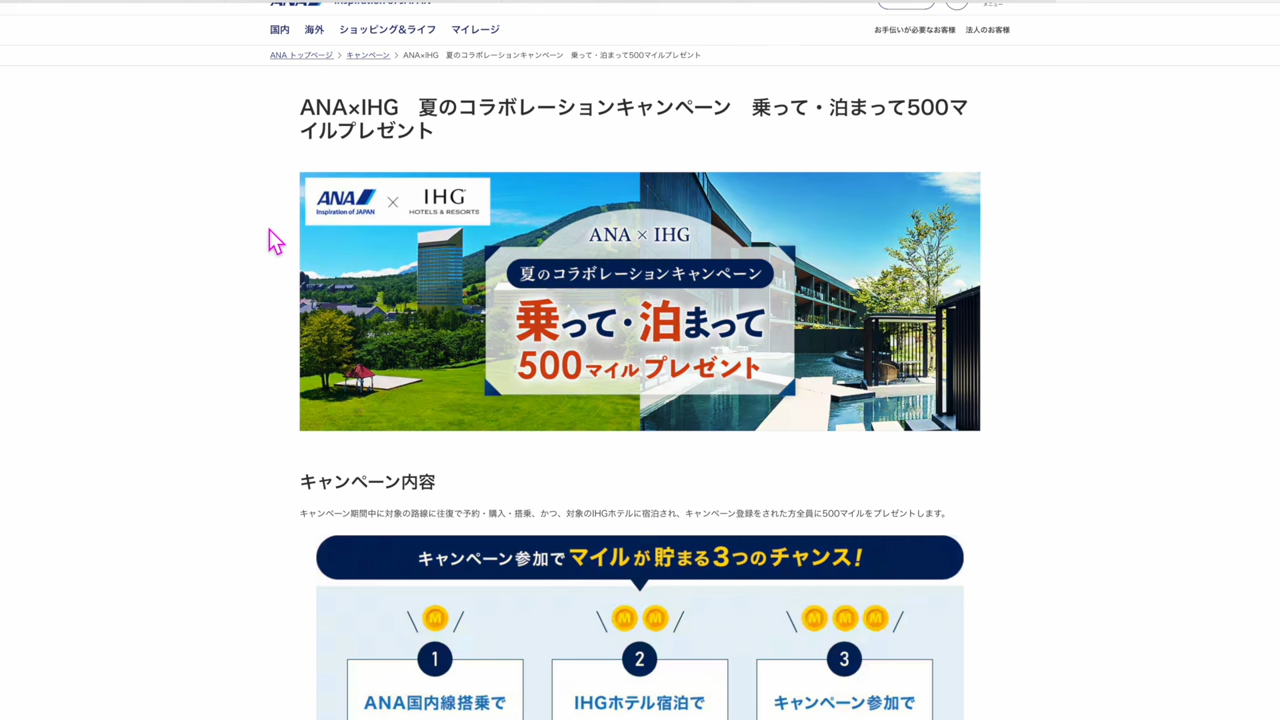 国内 海外 ショッピング&ライフ マイレージ
お手伝いが必要なお客様 法人のお客様
ANA トップページ > キャンペーン > ANA×IHG 夏のコラボレーションキャンペーン 乗って・泊まって500マイルプレゼント
ANA×IHG 夏のコラボレーションキャンペーン 乗って・泊まって500マ
イルプレゼント
ANA × IHG
Inspiration of JAPAN HOTELS & RESORTS
ANA × IHG
夏のコラボレーションキャンペーン
乗って・泊まって
500マイルプレゼント
キャンペーン内容
キャンペーン期間中に対象の路線に往復で予約・購入・搭乗、かつ、対象のIHGホテルに宿泊され、キャンペーン登録をされた方全員に500マイルをプレゼントします。
キャンペーン参加でマイルが貯まる3つのチャンス!
M M M M M M
1 2 3
ANA国内線搭乗で IHGホテル宿泊で キャンペーン参加で